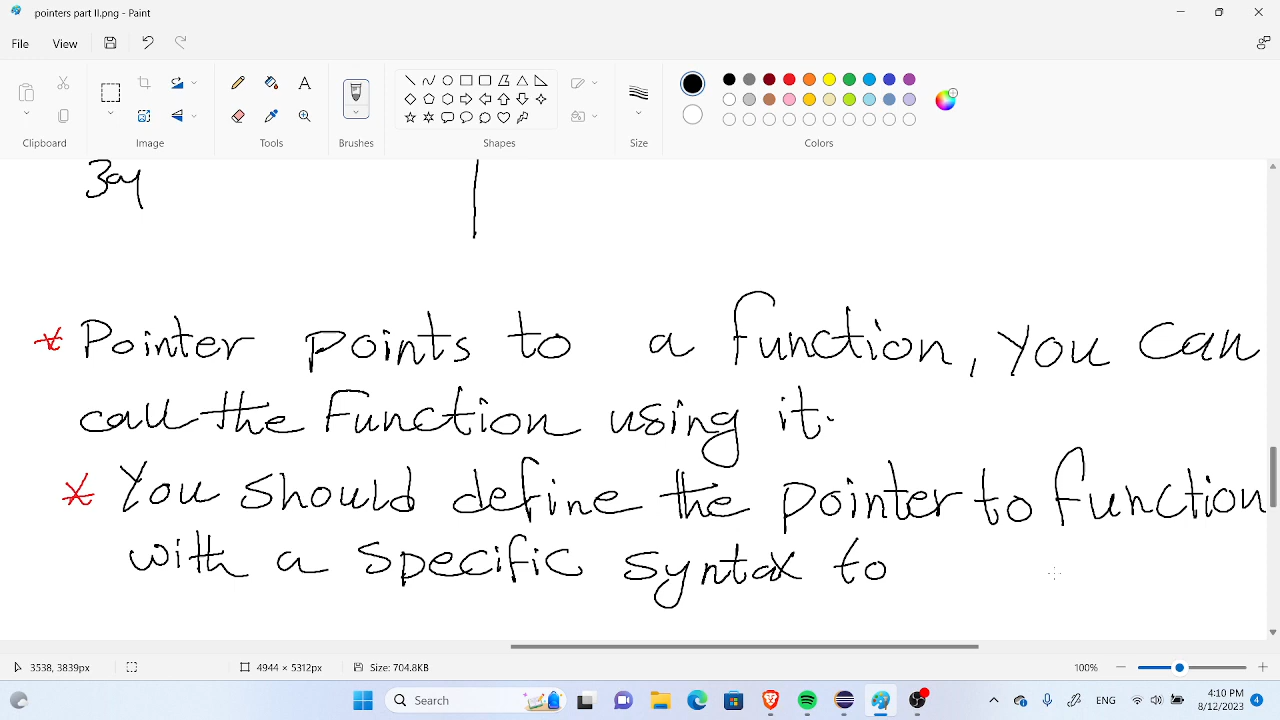 pointers part II.png - Paint
File View
Clipboard Image Tools Brushes Shapes Size Colors
* Pointer points to a function, you can
call the Function using it.
* You should define the pointer to function
with a specific syntax to
3538, 3839px 4944 × 5312px Size: 704.8KB 100%
Search ENG 4:10 PM
8/12/2023 4